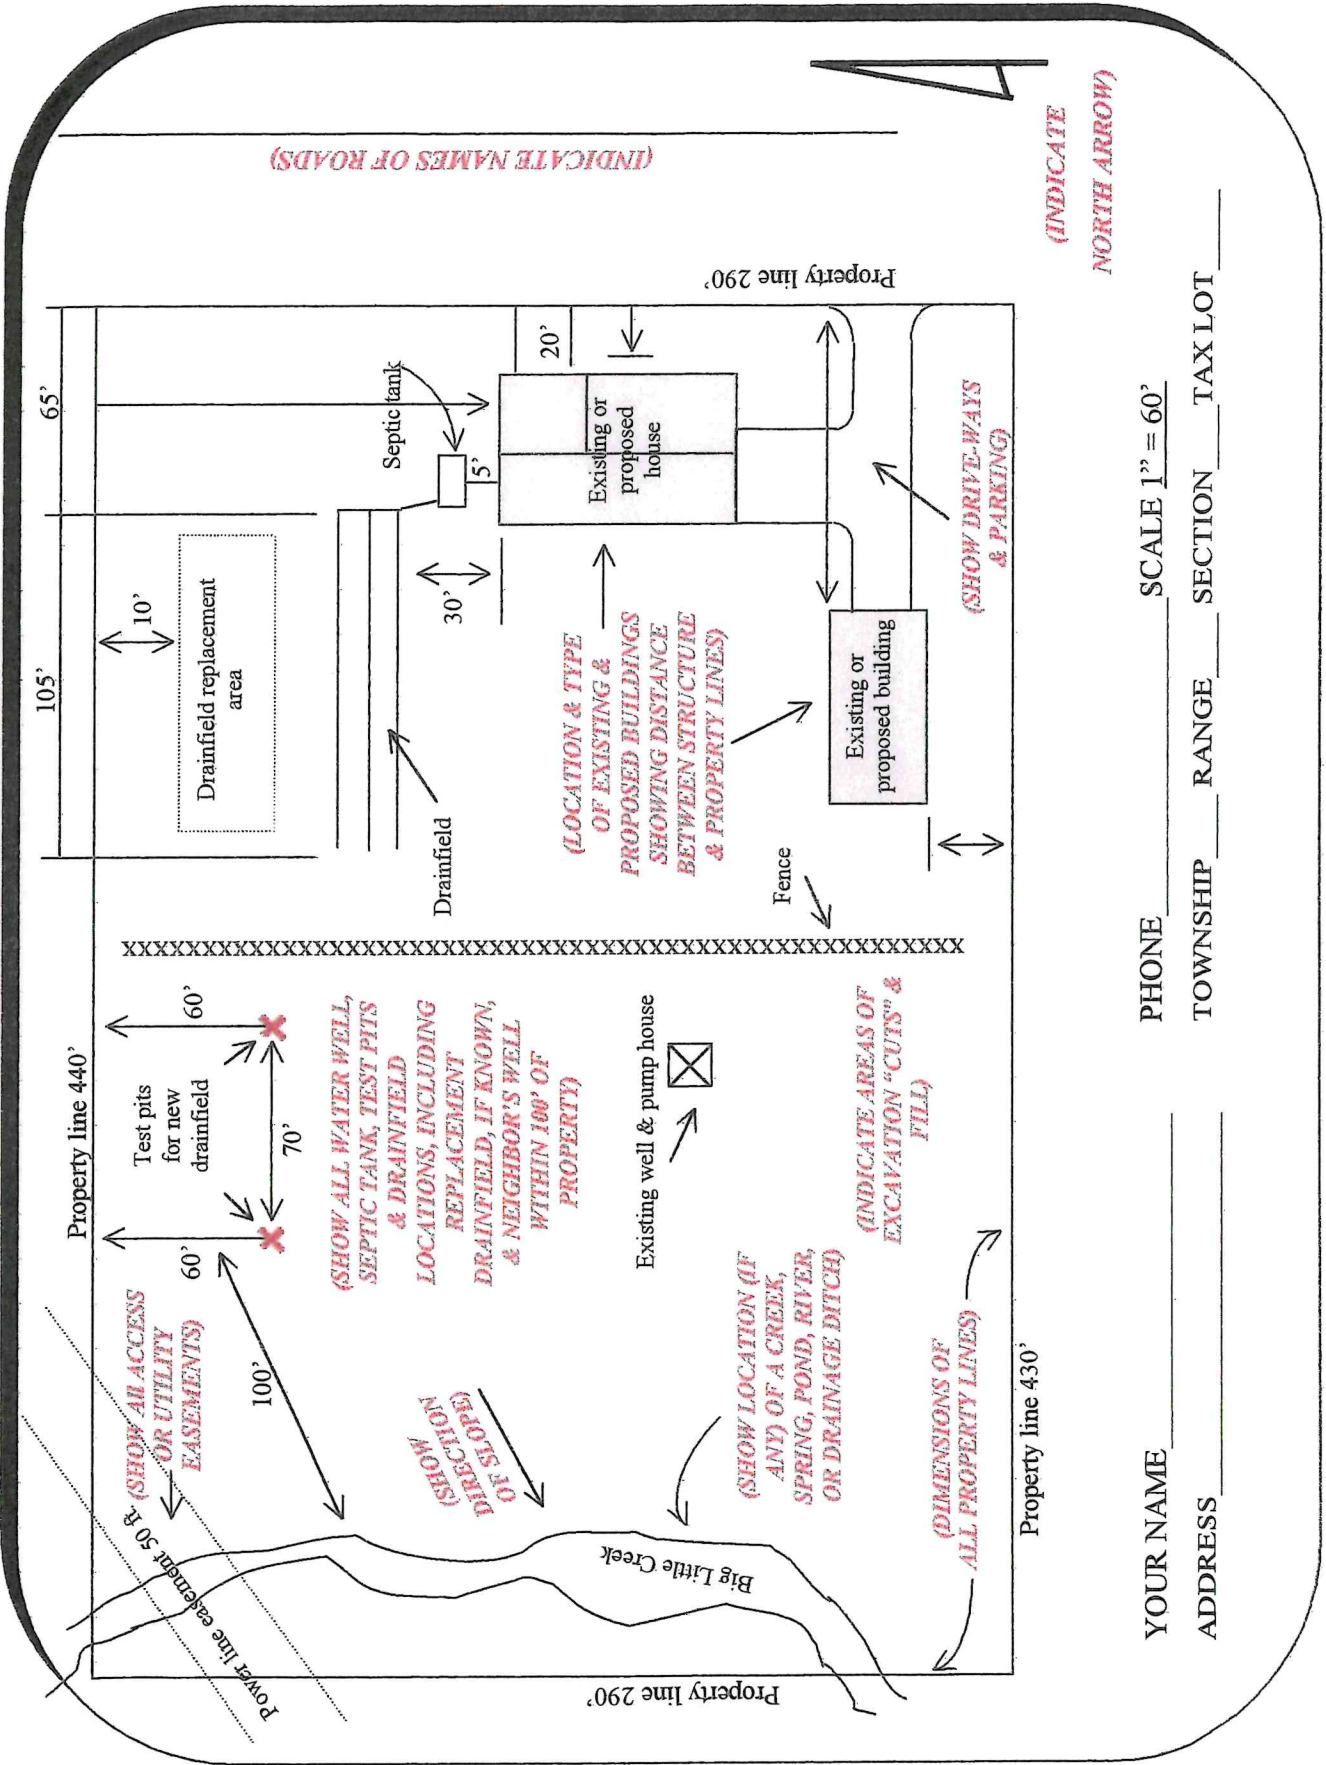 65'
105'
Property line 440'
10'
Drainfield replacement
area
60'
60'
Test pits
for new
drainfield
70'
(SHOW All ACCESS
OR UTILITY
EASEMENTS)
Power line easement 50 ft.
100'
Septic tank
5'
30'
20'
Drainfield
Existing or
proposed
house
Property line 290'
(INDICATE NAMES OF ROADS)
(SHOW ALL WATER WELL,
SEPTIC TANK, TEST PITS
& DRAINFIELD
LOCATIONS, INCLUDING
REPLACEMENT
DRAINFIELD, IF KNOWN,
& NEIGHBOR'S WELL
WITHIN 100' OF
PROPERTY)
(SHOW
DIRECTION
OF SLOPE)
(LOCATION & TYPE
OF EXISTING &
PROPOSED BUILDINGS
SHOWING DISTANCE
BETWEEN STRUCTURE
& PROPERTY LINES)
XXXXXXXXXXXXXXXXXXXXXXXXXXXXXXXXXXXXXXXXXXXXXXXXXXXXX
Fence
Existing well & pump house
Big Little Creek
(SHOW LOCATION (IF
ANY) OF A CREEK,
SPRING, POND, RIVER,
OR DRAINAGE DITCH)
(INDICATE AREAS OF
EXCAVATION “CUTS” &
FILL)
Existing or
proposed building
(SHOW DRIVE-WAYS
& PARKING)
(DIMENSIONS OF
ALL PROPERTY LINES)
Property line 290'
Property line 430'
(INDICATE
NORTH ARROW)
YOUR NAME PHONE SCALE 1” = 60'
ADDRESS TOWNSHIP RANGE SECTION TAX LOT